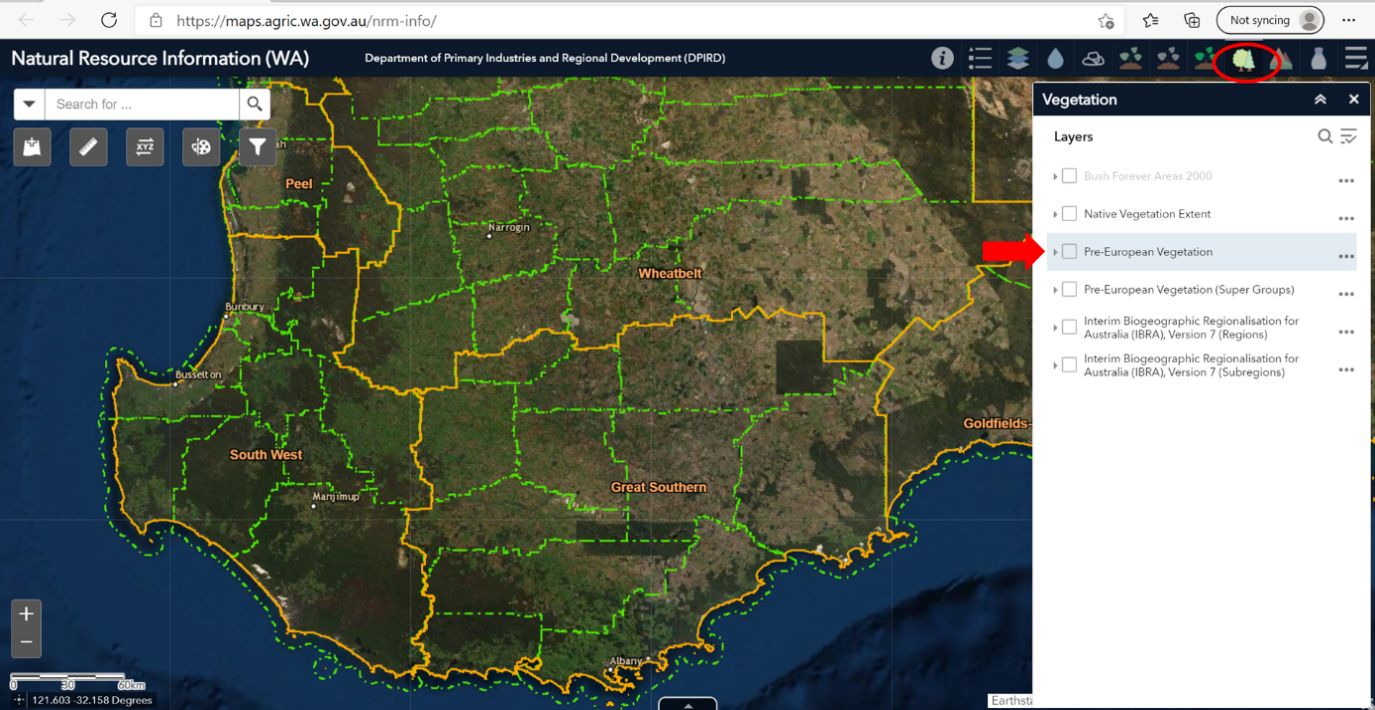 https://maps.agric.wa.gov.au/nrm-info/
Not syncing
Natural Resource Information (WA)
Department of Primary Industries and Regional Development (DPIRD)
Search for ...
XYZ
Vegetation
Layers
Bush Forever Areas 2000
Native Vegetation Extent
Pre-European Vegetation
Pre-European Vegetation (Super Groups)
Interim Biogeographic Regionalisation for
Australia (IBRA), Version 7 (Regions)
Interim Biogeographic Regionalisation for
Australia (IBRA), Version 7 (Subregions)
Peel
Narrogin
Wheatbelt
Bunbury
Busselton
Goldfields-
South West
Great Southern
Manjimup
Albany
0 30 60km
121.603 -32.158 Degrees
Earthsta